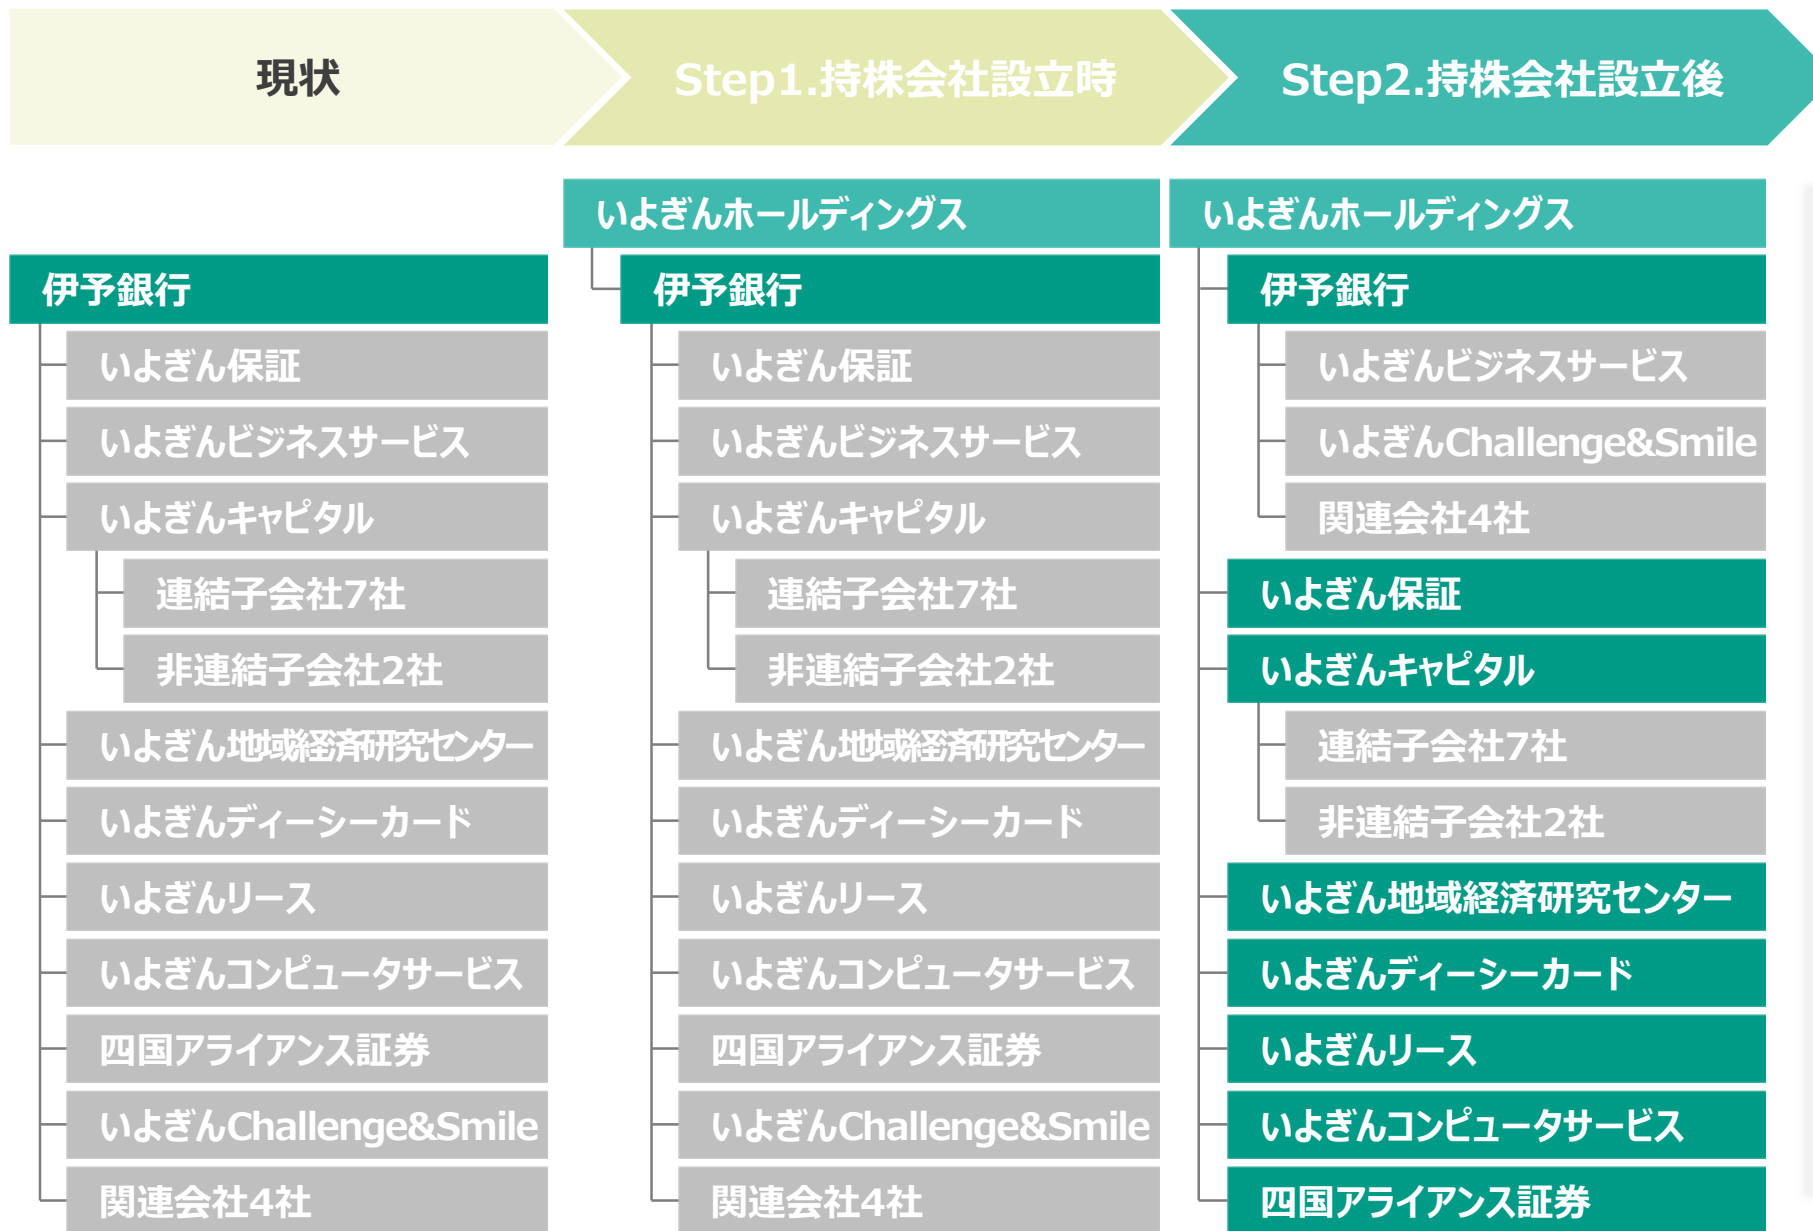 現状
Step1.持株会社設立時
Step2.持株会社設立後
伊予銀行
いよぎん保証
いよぎんビジネスサービス
いよぎんキャピタル
連結子会社7社
非連結子会社2社
いよぎん地域経済研究センター
いよぎんディーシーカード
いよぎんリース
いよぎんコンピュータサービス
四国アライアンス証券
いよぎんChallenge&Smile
関連会社4社
いよぎんホールディングス
伊予銀行
いよぎん保証
いよぎんビジネスサービス
いよぎんキャピタル
連結子会社7社
非連結子会社2社
いよぎん地域経済研究センター
いよぎんディーシーカード
いよぎんリース
いよぎんコンピュータサービス
四国アライアンス証券
いよぎんChallenge&Smile
関連会社4社
いよぎんホールディングス
伊予銀行
いよぎんビジネスサービス
いよぎんChallenge&Smile
関連会社4社
いよぎん保証
いよぎんキャピタル
連結子会社7社
非連結子会社2社
いよぎん地域経済研究センター
いよぎんディーシーカード
いよぎんリース
いよぎんコンピュータサービス
四国アライアンス証券